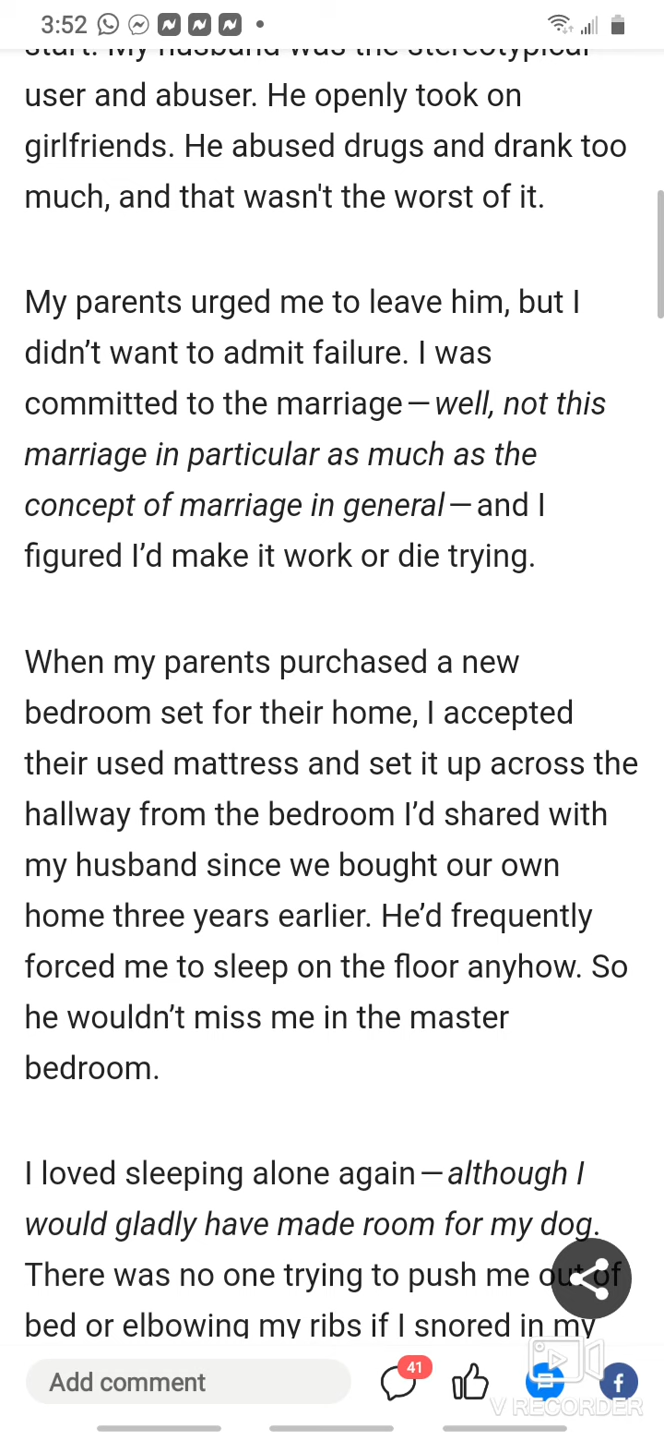 3:52
start. My husband was the stereotypical
user and abuser. He openly took on
girlfriends. He abused drugs and drank too
much, and that wasn't the worst of it.
My parents urged me to leave him, but I
didn’t want to admit failure. I was
committed to the marriage—well, not this
marriage in particular as much as the
concept of marriage in general—and I
figured I’d make it work or die trying.
When my parents purchased a new
bedroom set for their home, I accepted
their used mattress and set it up across the
hallway from the bedroom I’d shared with
my husband since we bought our own
home three years earlier. He’d frequently
forced me to sleep on the floor anyhow. So
he wouldn’t miss me in the master
bedroom.
I loved sleeping alone again—although I
would gladly have made room for my dog.
There was no one trying to push me out of
bed or elbowing my ribs if I snored in my
Add comment
41
V RECORDER